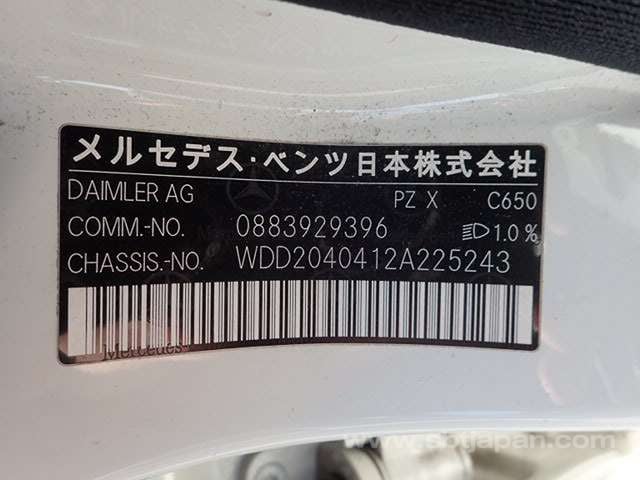 メルセデス・ベンツ日本株式会社
DAIMLER AG PZ X C650
COMM.-NO. 0883929396 1.0%
CHASSIS.-NO. WDD2040412A225243
Mercedes
www.sbtjapan.com